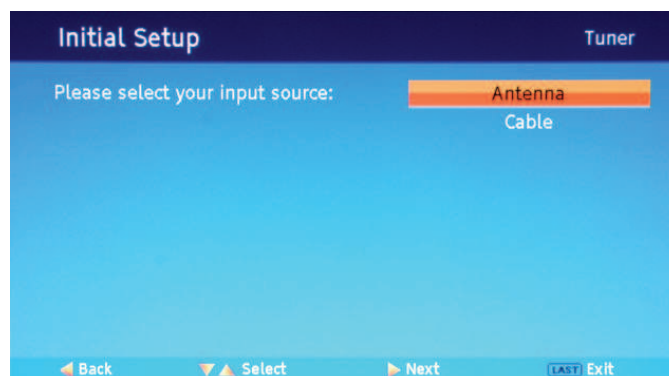 Initial Setup Tuner
Please select your input source: Antenna
Cable
Back Select Next LAST Exit